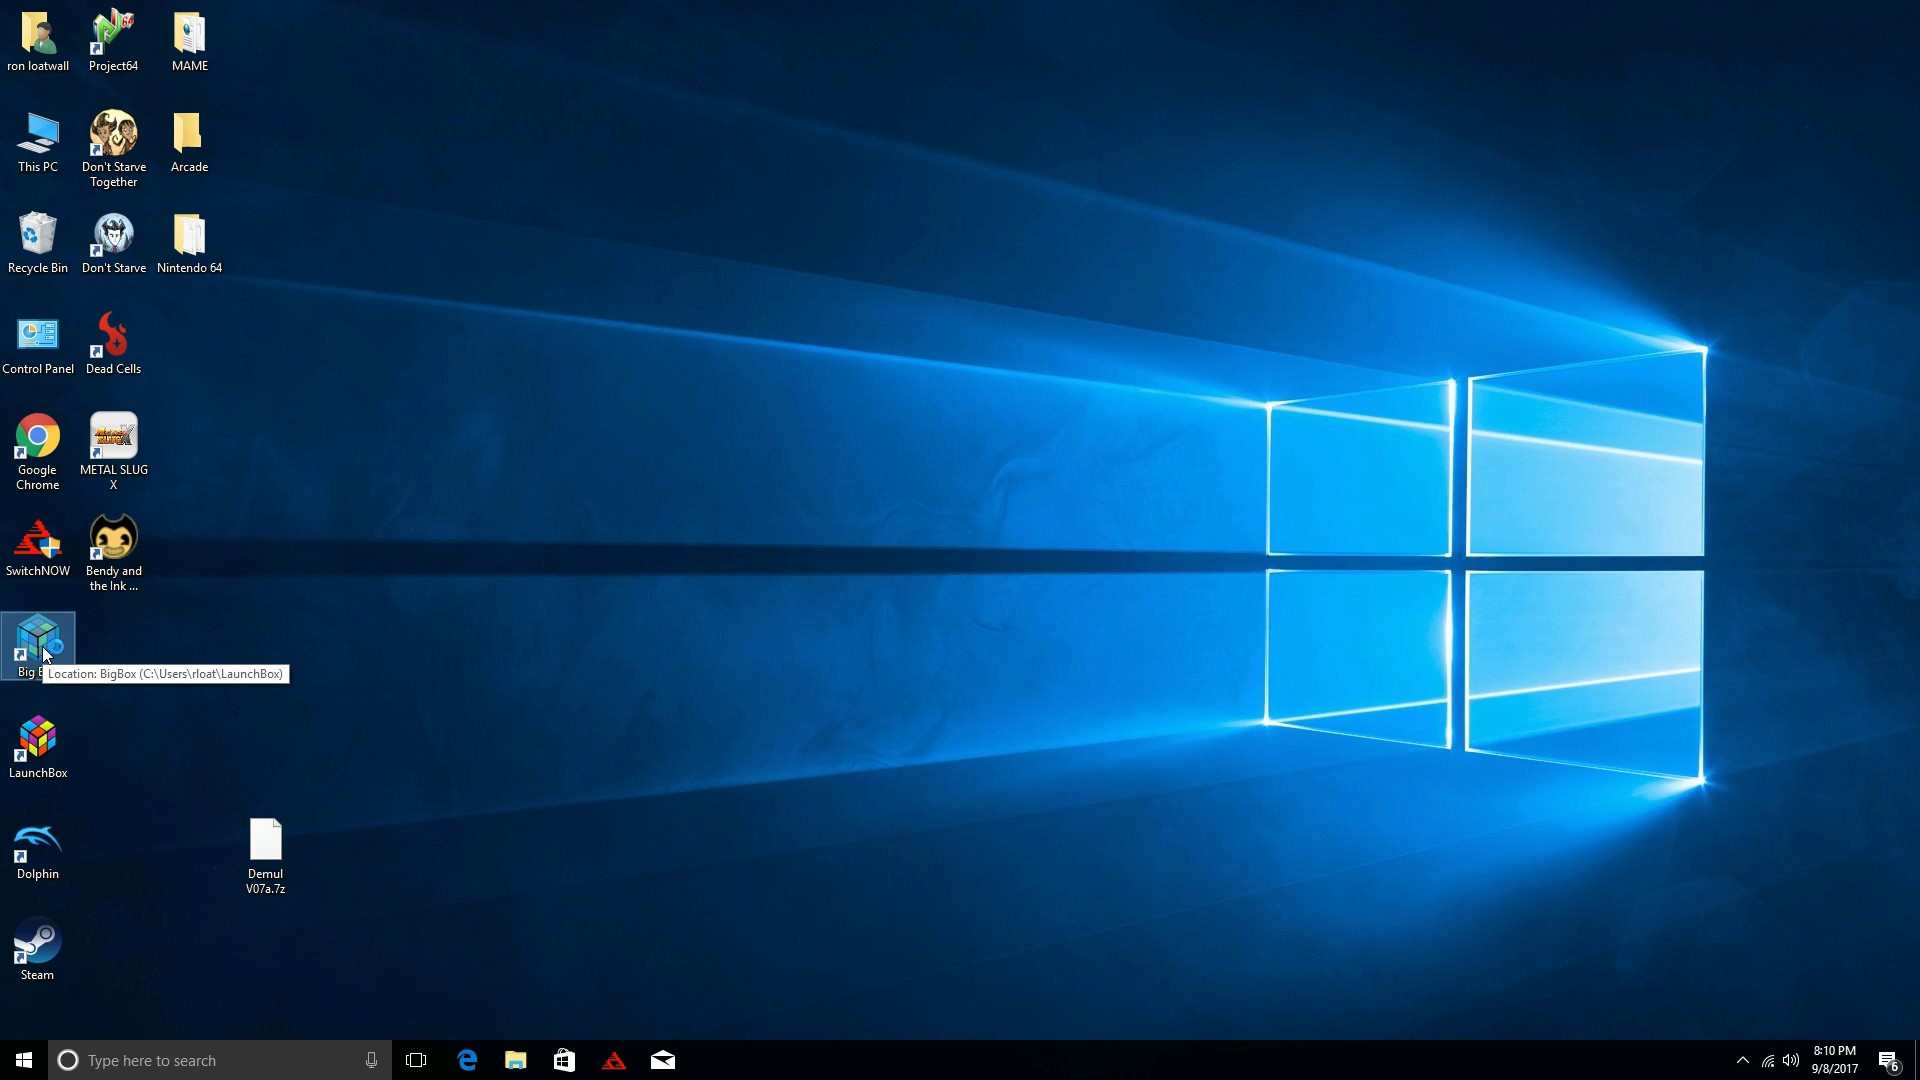 ron loatwall
Project64
MAME
This PC
Don't Starve
Together
Arcade
Recycle Bin
Don't Starve
Nintendo 64
Control Panel
Dead Cells
Google
Chrome
METAL SLUG
X
SwitchNOW
Bendy and
the Ink ...
Big
Location: BigBox (C:\Users\rloat\LaunchBox)
LaunchBox
Dolphin
Demul
V07a.7z
Steam
Type here to search
8:10 PM
9/8/2017
6